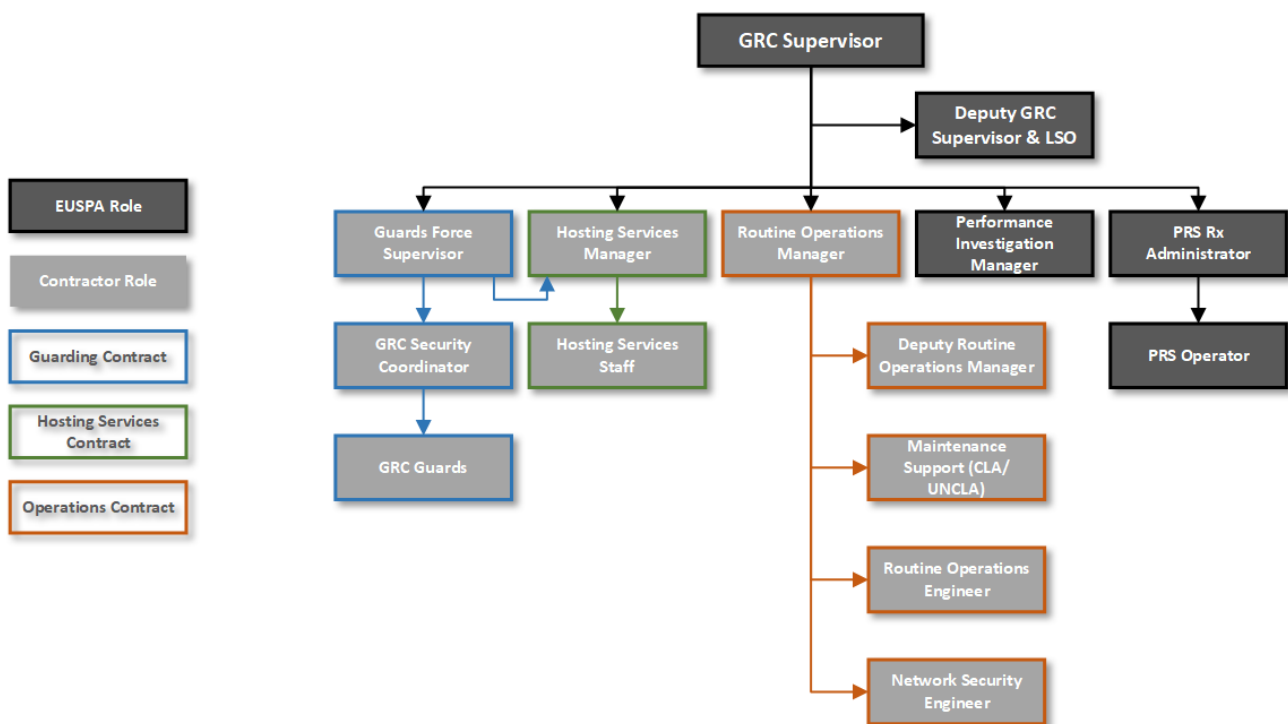 GRC Supervisor
Deputy GRC
Supervisor & LSO
EUSPA Role
Contractor Role
Guarding Contract
Hosting Services
Contract
Operations Contract
Guards Force
Supervisor
Hosting Services
Manager
Routine Operations
Manager
Performance
Investigation
Manager
PRS Rx
Administrator
GRC Security
Coordinator
Hosting Services
Staff
Deputy Routine
Operations Manager
PRS Operator
GRC Guards
Maintenance
Support (CLA/
UNCLA)
Routine Operations
Engineer
Network Security
Engineer